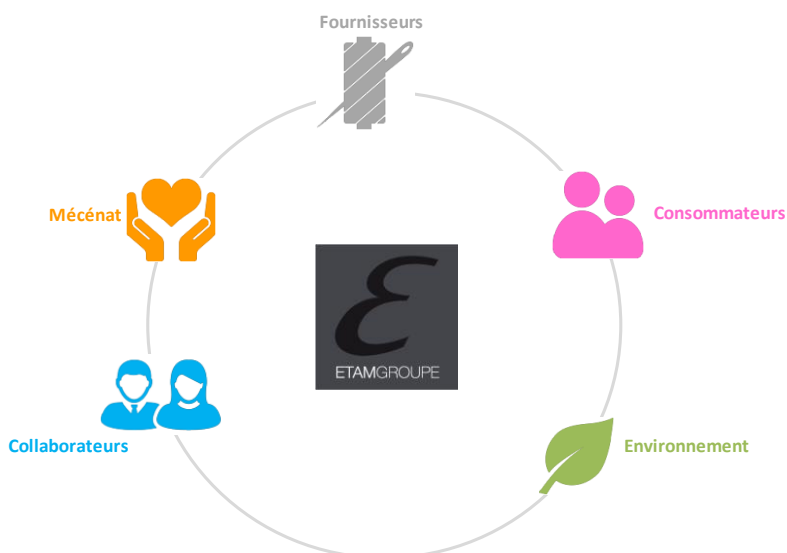 Fournisseurs
Mécénat
Consommateurs
ETAMGROUPE
Collaborateurs
Environnement